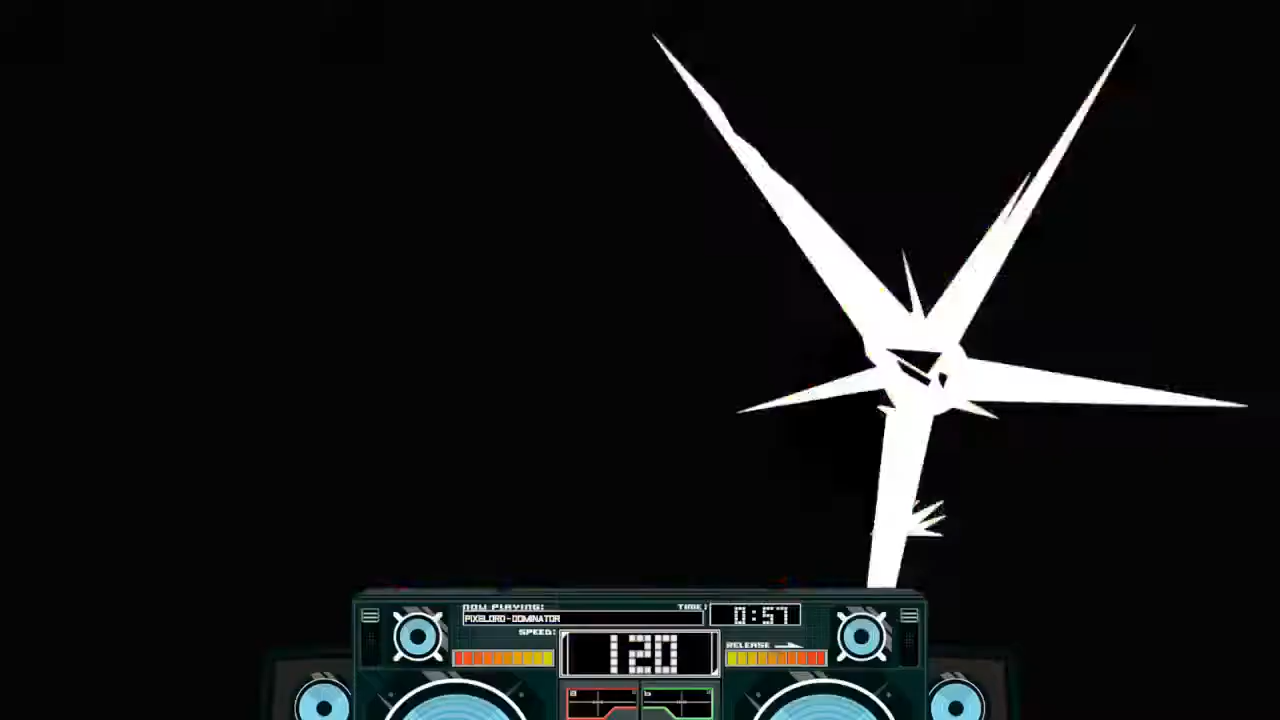 NOW PLAYING:
TIME:
0:57
PIXELORD-DOMINATOR
SPEED:
120
RELEASE
a
b